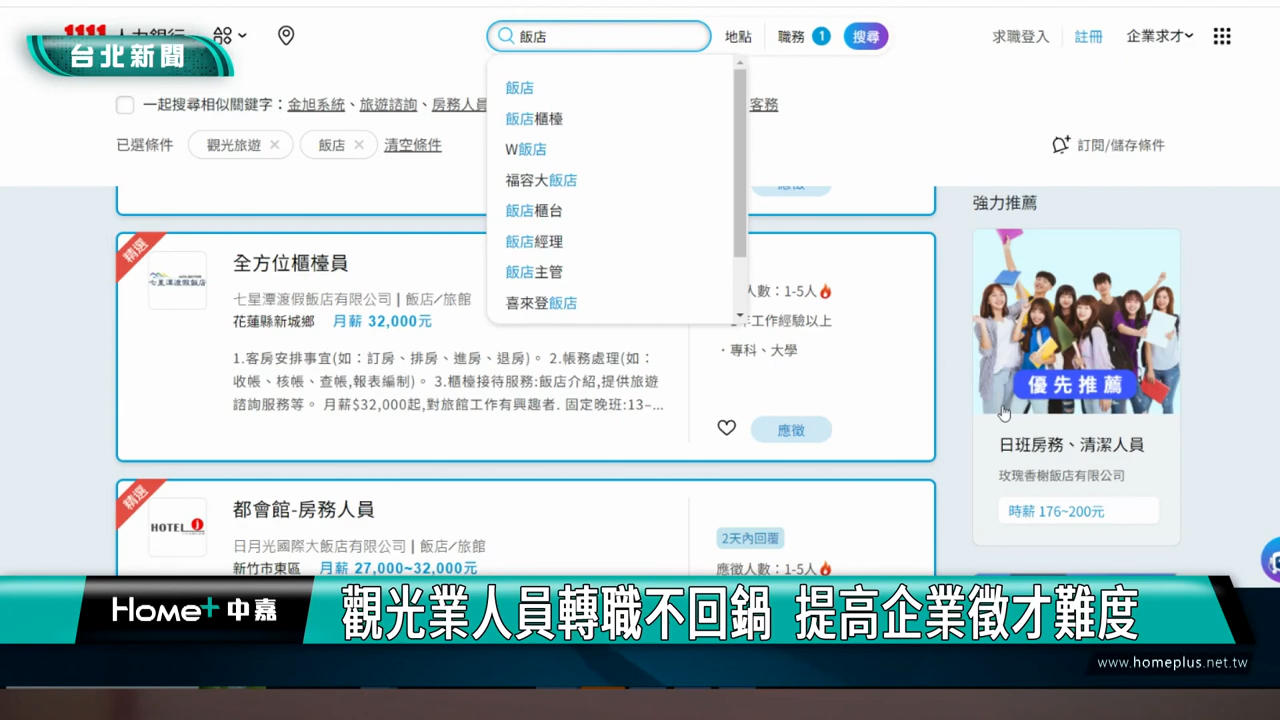 1111 人力銀行
台北新聞
飯店
地點
職務 1
搜尋
求職登入
註冊
企業求才
一起搜尋相似關鍵字：金旭系統、旅遊諮詢、房務人員
客務
已選條件 觀光旅遊 × 飯店 × 清空條件
訂閱/儲存條件
飯店
飯店櫃檯
W飯店
福容大飯店
飯店櫃台
飯店經理
飯店主管
喜來登飯店
應徵
精選
七星潭渡假飯店
全方位櫃檯員
七星潭渡假飯店有限公司 | 飯店／旅館
花蓮縣新城鄉 月薪 32,000元
1.客房安排事宜(如：訂房、排房、進房、退房)。 2.帳務處理(如：
收帳、核帳、查帳,報表編制)。 3.櫃檯接待服務:飯店介紹,提供旅遊
諮詢服務等。 月薪$32,000起,對旅館工作有興趣者. 固定晚班:13–...
人數：1-5人
年工作經驗以上
・專科、大學
應徵
強力推薦
優先推薦
日班房務、清潔人員
玫瑰香榭飯店有限公司
時薪 176~200元
精選
HOTEL J
都會館-房務人員
日月光國際大飯店有限公司 | 飯店／旅館
新竹市東區 月薪 27,000~32,000元
2天內回覆
應徵人數：1-5人
Home+ 中嘉
觀光業人員轉職不回鍋 提高企業徵才難度
www.homeplus.net.tw